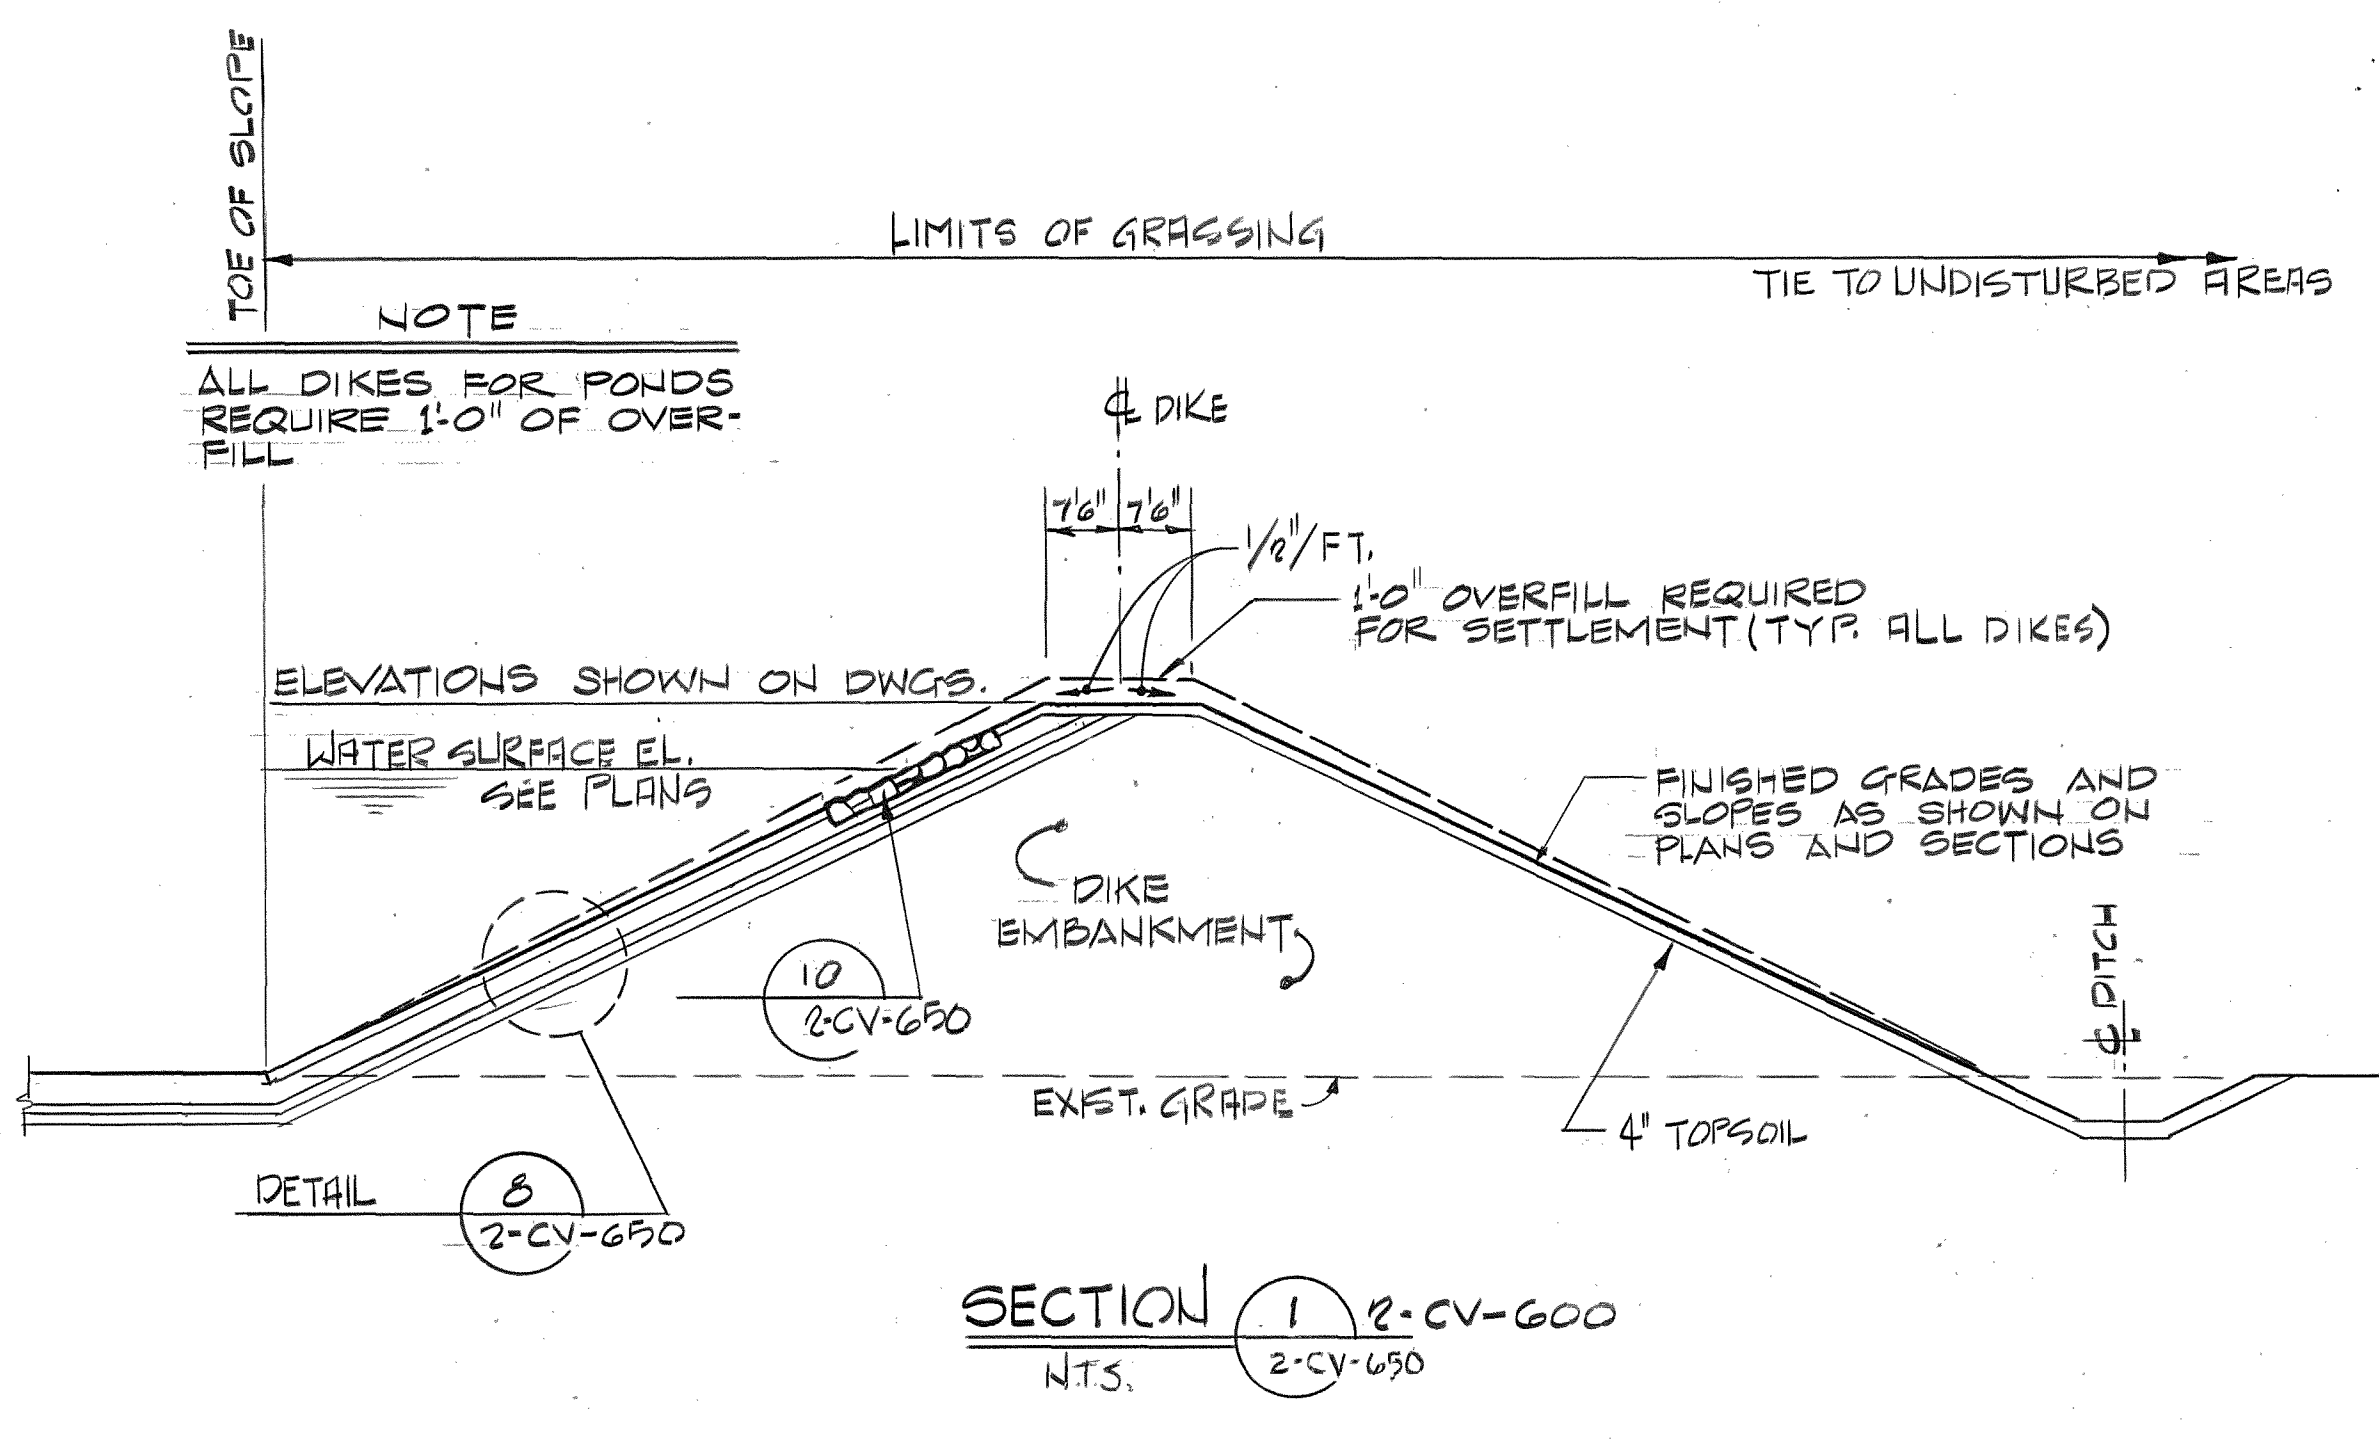 TOE OF SLOPE
LIMITS OF GRASSING
TIE TO UNDISTURBED AREAS
NOTE
ALL DIKES FOR PONDS
REQUIRE 1'-0" OF OVER-
FILL
℄ DIKE
7'6" 7'6"
1/2"/FT.
1'-0" OVERFILL REQUIRED
FOR SETTLEMENT (TYP. ALL DIKES)
ELEVATIONS SHOWN ON DWGS.
WATER SURFACE EL.
SEE PLANS
FINISHED GRADES AND
SLOPES AS SHOWN ON
PLANS AND SECTIONS
DIKE
EMBANKMENT
℄ DITCH
10
2-CV-650
EXIST. GRADE
4" TOPSOIL
DETAIL 8
2-CV-650
SECTION 1 2-CV-600
N.T.S. 2-CV-650